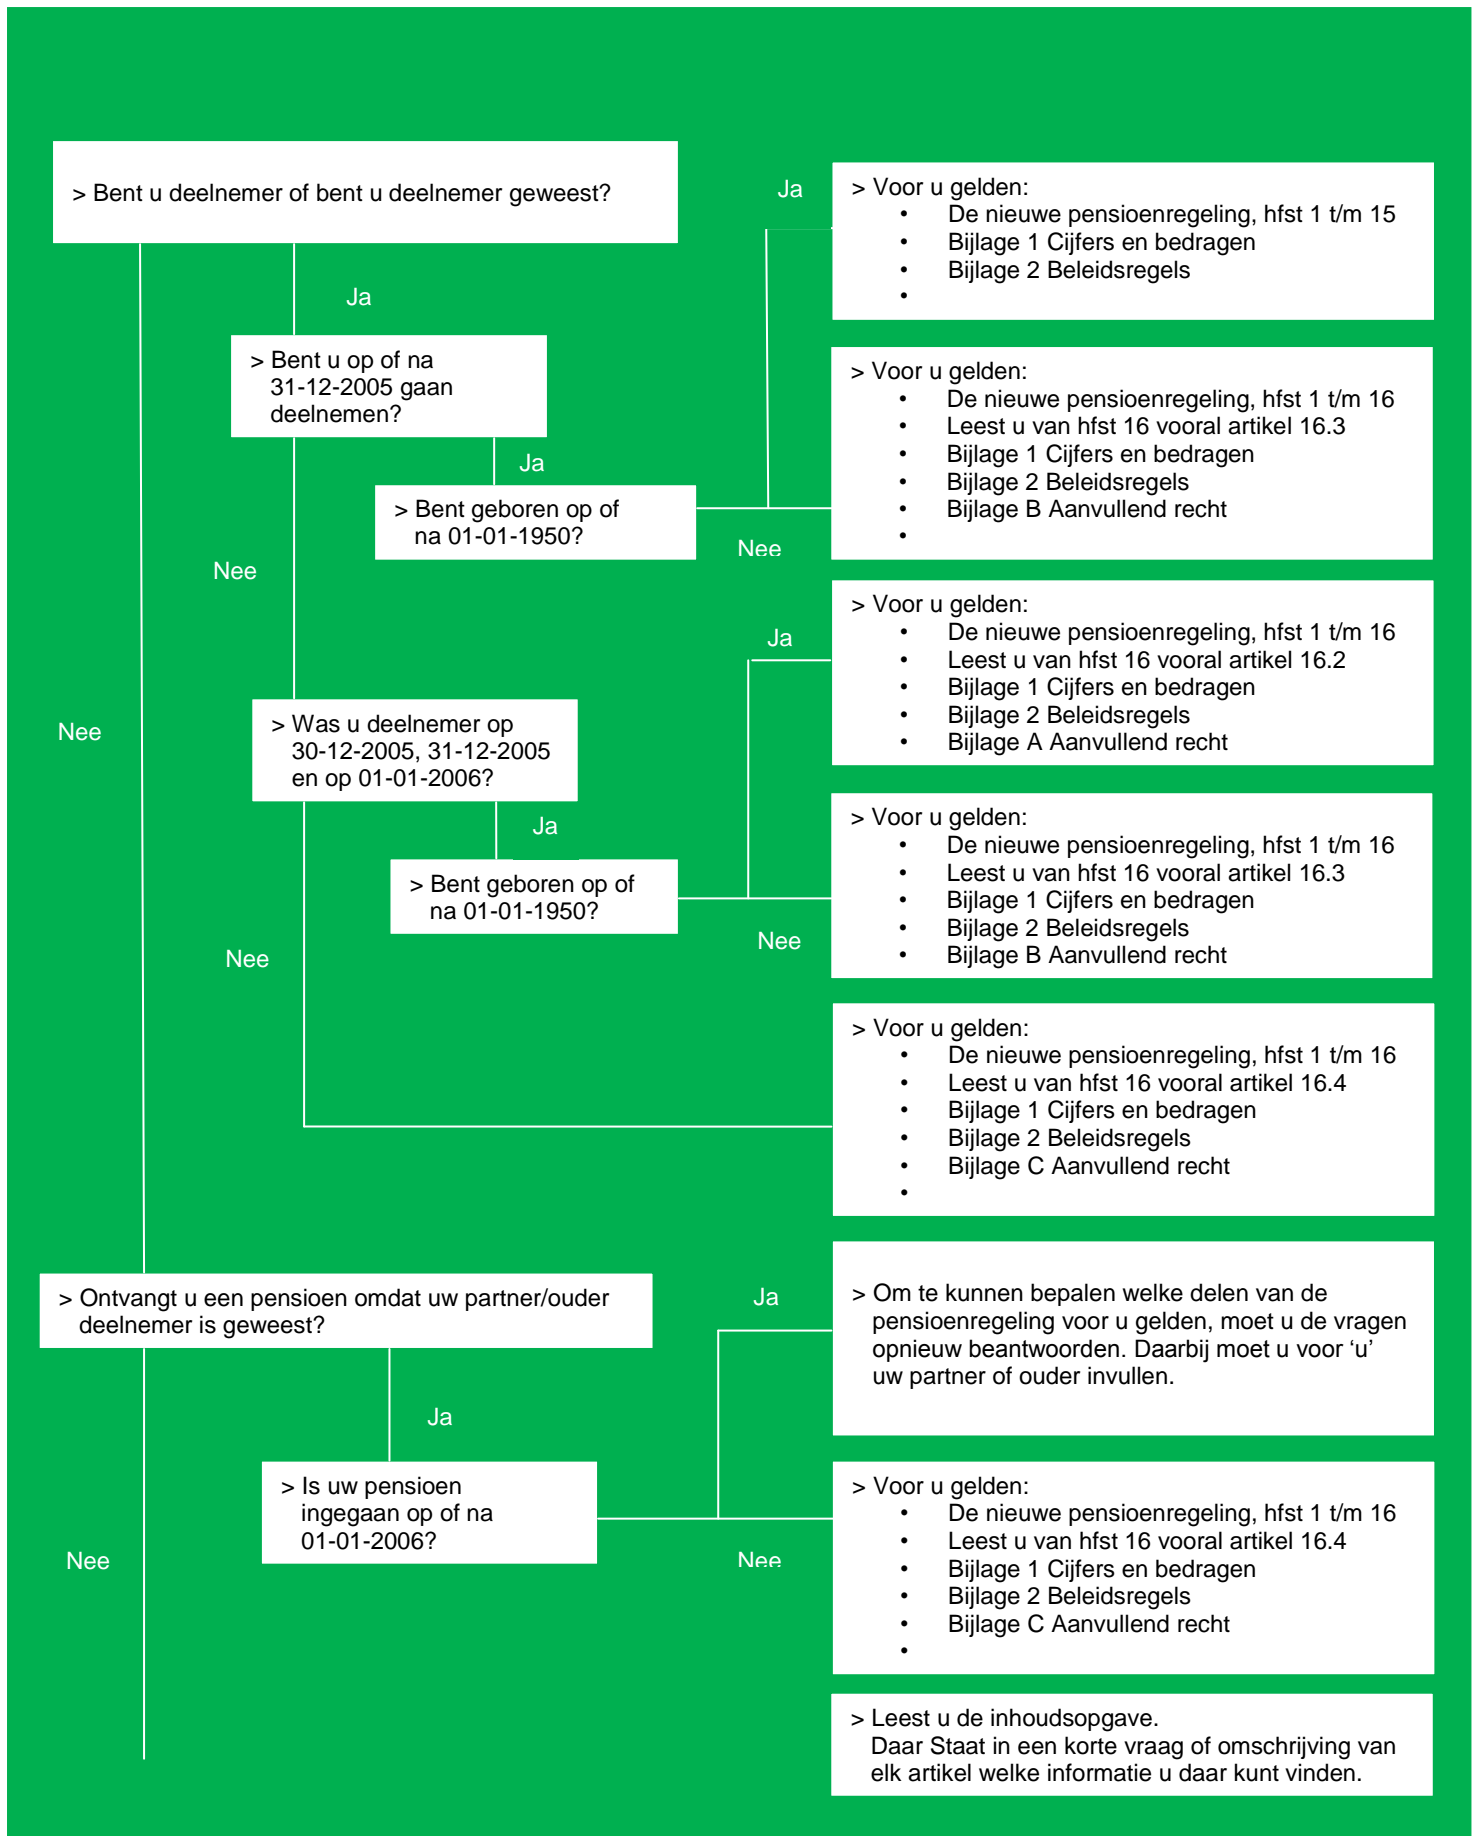 > Bent u deelnemer of bent u deelnemer geweest?
Ja
> Voor u gelden:
• De nieuwe pensioenregeling, hfst 1 t/m 15
• Bijlage 1 Cijfers en bedragen
• Bijlage 2 Beleidsregels
•
Ja
> Bent u op of na
31-12-2005 gaan
deelnemen?
> Voor u gelden:
• De nieuwe pensioenregeling, hfst 1 t/m 16
• Leest u van hfst 16 vooral artikel 16.3
• Bijlage 1 Cijfers en bedragen
• Bijlage 2 Beleidsregels
• Bijlage B Aanvullend recht
•
Ja
> Bent geboren op of
na 01-01-1950?
Nee
Nee
> Voor u gelden:
• De nieuwe pensioenregeling, hfst 1 t/m 16
• Leest u van hfst 16 vooral artikel 16.2
• Bijlage 1 Cijfers en bedragen
• Bijlage 2 Beleidsregels
• Bijlage A Aanvullend recht
Ja
Nee
> Was u deelnemer op
30-12-2005, 31-12-2005
en op 01-01-2006?
Ja
> Voor u gelden:
• De nieuwe pensioenregeling, hfst 1 t/m 16
• Leest u van hfst 16 vooral artikel 16.3
• Bijlage 1 Cijfers en bedragen
• Bijlage 2 Beleidsregels
• Bijlage B Aanvullend recht
> Bent geboren op of
na 01-01-1950?
Nee
Nee
> Voor u gelden:
• De nieuwe pensioenregeling, hfst 1 t/m 16
• Leest u van hfst 16 vooral artikel 16.4
• Bijlage 1 Cijfers en bedragen
• Bijlage 2 Beleidsregels
• Bijlage C Aanvullend recht
•
> Ontvangt u een pensioen omdat uw partner/ouder
deelnemer is geweest?
Ja
> Om te kunnen bepalen welke delen van de
pensioenregeling voor u gelden, moet u de vragen
opnieuw beantwoorden. Daarbij moet u voor ‘u’
uw partner of ouder invullen.
Ja
> Is uw pensioen
ingegaan op of na
01-01-2006?
Nee
Nee
> Voor u gelden:
• De nieuwe pensioenregeling, hfst 1 t/m 16
• Leest u van hfst 16 vooral artikel 16.4
• Bijlage 1 Cijfers en bedragen
• Bijlage 2 Beleidsregels
• Bijlage C Aanvullend recht
•
> Leest u de inhoudsopgave.
Daar Staat in een korte vraag of omschrijving van
elk artikel welke informatie u daar kunt vinden.